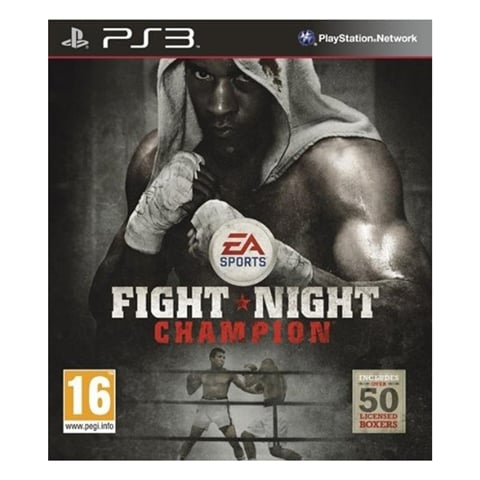 PS3
PlayStation®Network
EA
SPORTS
FIGHT★NIGHT
CHAMPION
16
www.pegi.info
INCLUDES
OVER
50
LICENSED
BOXERS